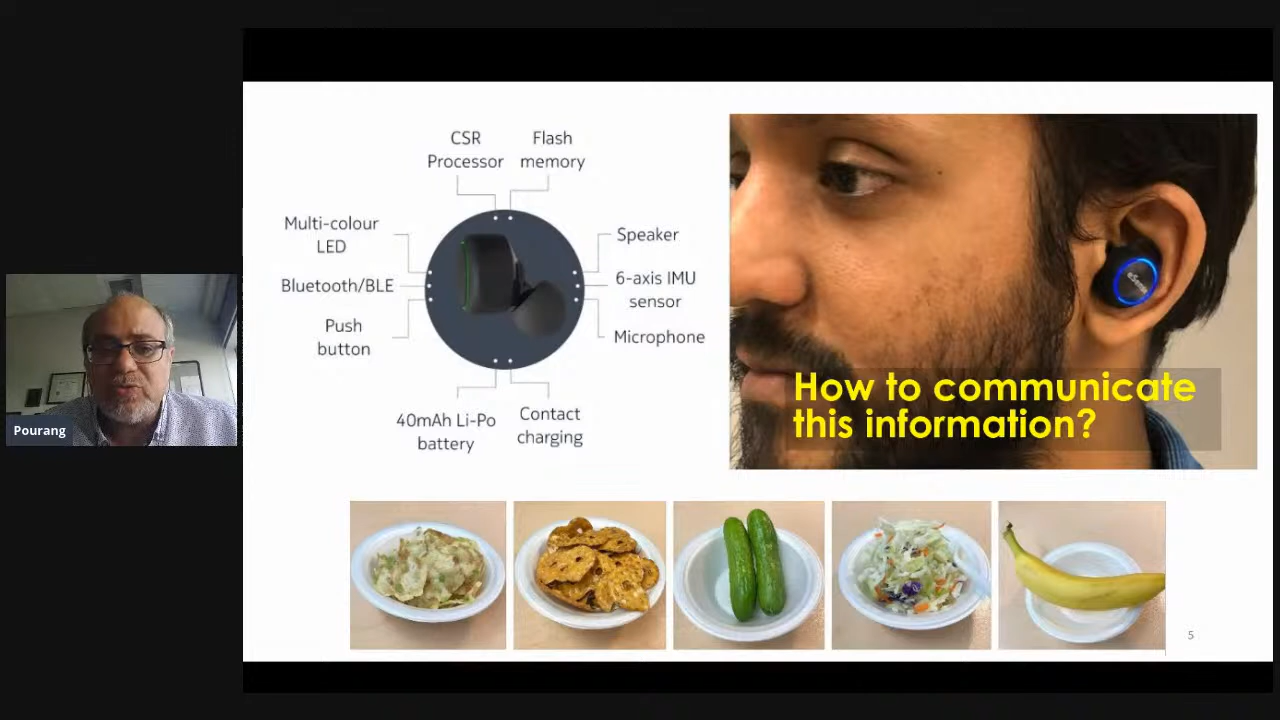 CSR
Processor
Flash
memory
Multi-colour
LED
Bluetooth/BLE
Push
button
Speaker
6-axis IMU
sensor
Microphone
40mAh Li-Po
battery
Contact
charging
eSense
How to communicate
this information?
Pourang
5